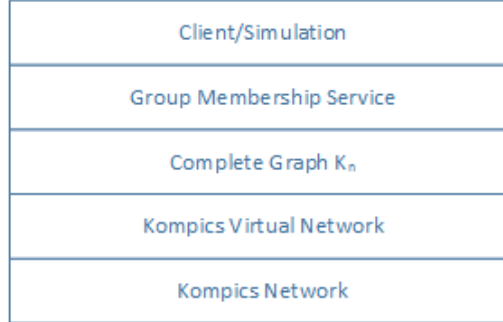 Client/Simulation
Group Membership Service
Complete Graph Kₙ
Kompics Virtual Network
Kompics Network